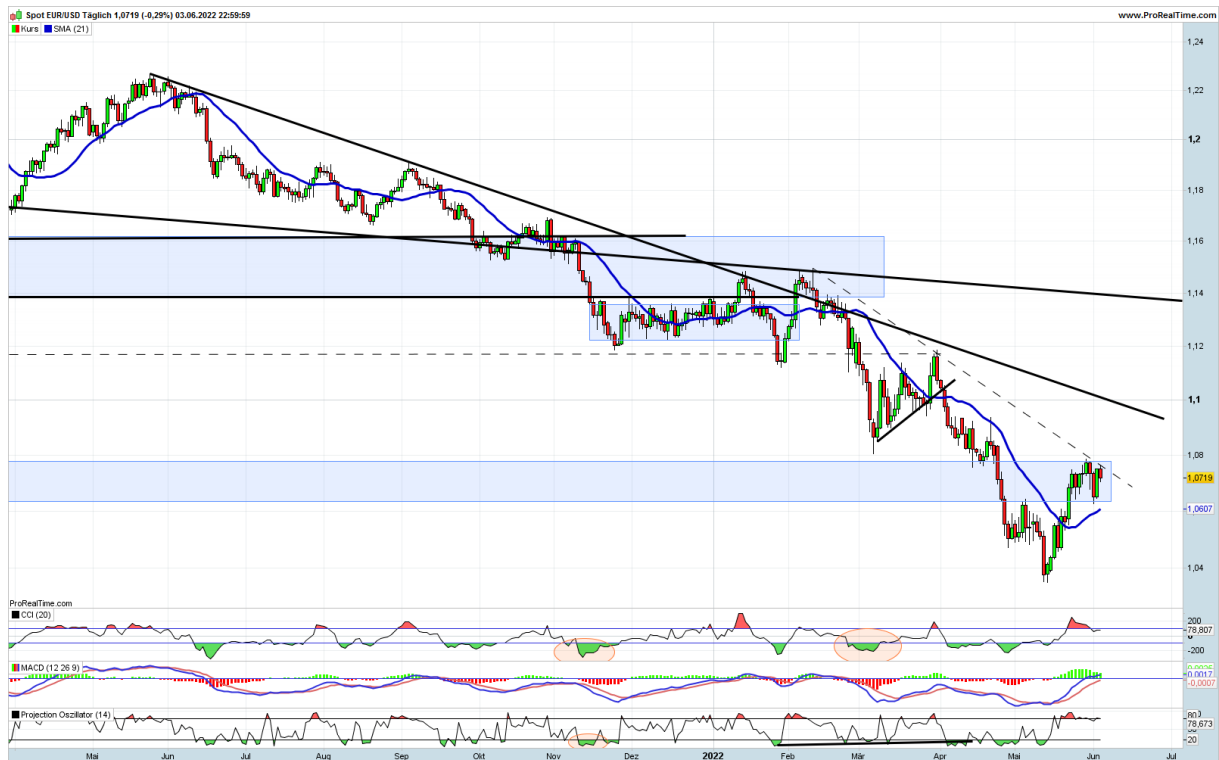 Spot EUR/USD Täglich 1,0719 (-0,29%) 03.06.2022 22:59:59
www.ProRealTime.com
Kurs SMA (21)
1,24
1,22
1,2
1,18
1,16
1,14
1,12
1,1
1,08
1,0719
1,0607
1,04
ProRealTime.com
CCI (20)
200
78,807
-200
MACD (12 26 9)
0,0017
-0,0007
Projection Oszillator (14)
80
78,673
20
Mai Jun Jul Aug Sep Okt Nov Dez 2022 Feb Mär Apr Mai Jun Jul